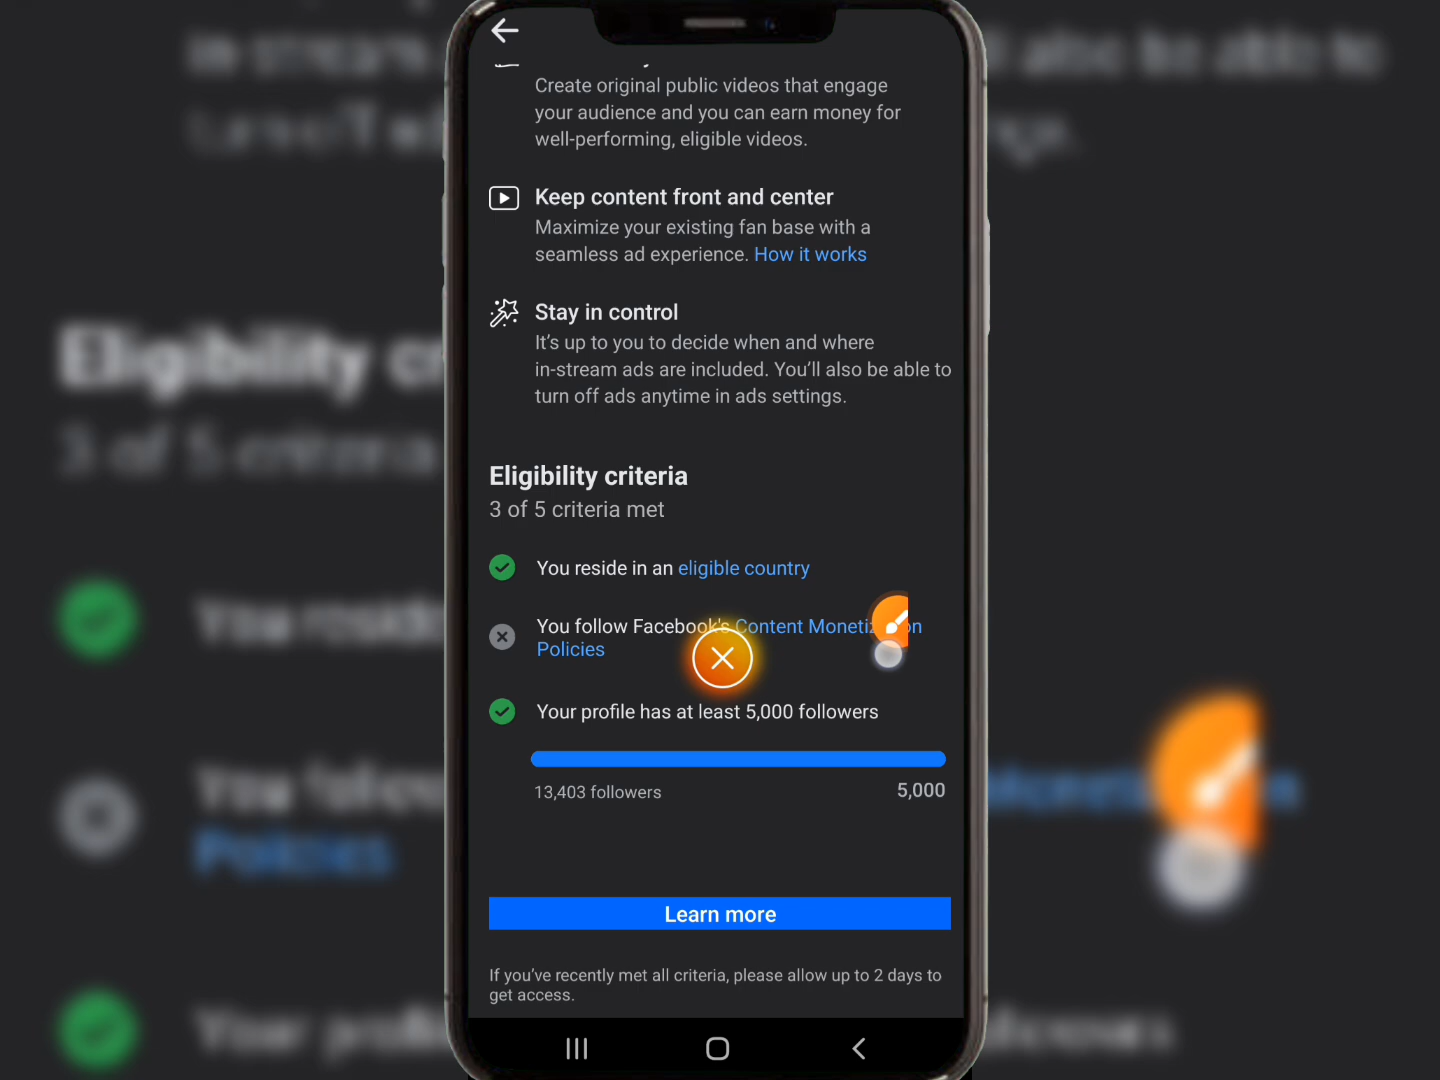 Create original public videos that engage
your audience and you can earn money for
well-performing, eligible videos.
Keep content front and center
Maximize your existing fan base with a
seamless ad experience. How it works
Stay in control
It's up to you to decide when and where
in-stream ads are included. You'll also be able to
turn off ads anytime in ads settings.
Eligibility criteria
3 of 5 criteria met
You reside in an eligible country
You follow Facebook's Content Monetization
Policies
Your profile has at least 5,000 followers
13,403 followers
5,000
Learn more
If you've recently met all criteria, please allow up to 2 days to
get access.